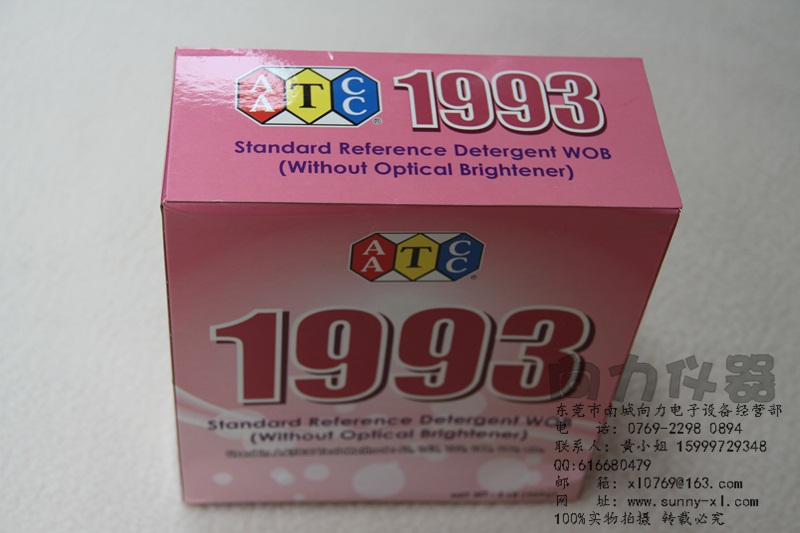 AATCC® 1993
Standard Reference Detergent WOB
(Without Optical Brightener)
AATCC®
1993
Standard Reference Detergent WOB
(Without Optical Brightener)
向力仪器
东莞市南城向力电子设备经营部
电 话: 0769-2298 0894
联系人: 黄小姐 15999729348
QQ:616680479
邮 箱: xl0769@163.com
网 址: www.sunny-xl.com
100%实物拍摄 转载必究